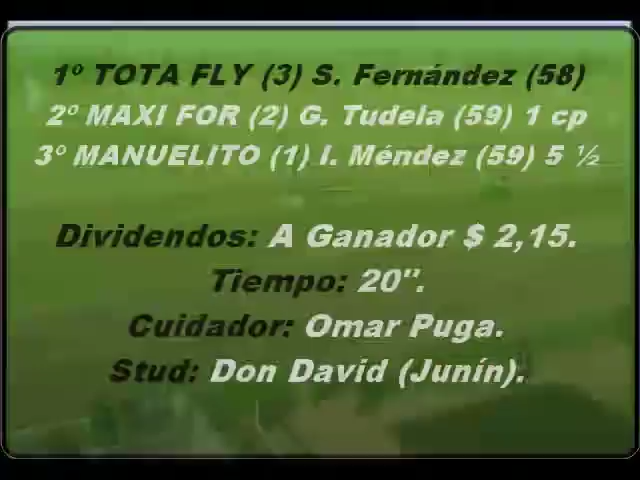 1º TOTA FLY (3) S. Fernández (58)
2º MAXI FOR (2) G. Tudela (59) 1 cp
3º MANUELITO (1) I. Méndez (59) 5 ½
Dividendos: A Ganador $ 2,15.
Tiempo: 20".
Cuidador: Omar Puga.
Stud: Don David (Junín).